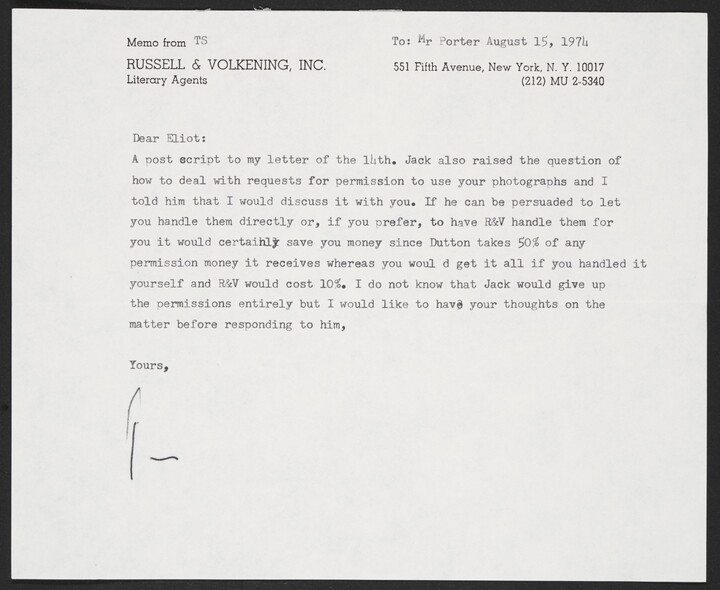 Memo from TS
To: Mr Porter August 15, 1974
RUSSELL & VOLKENING, INC.
551 Fifth Avenue, New York, N. Y. 10017
Literary Agents
(212) MU 2-5340
Dear Eliot:
A post script to my letter of the 14th. Jack also raised the question of
how to deal with requests for permission to use your photographs and I
told him that I would discuss it with you. If he can be persuaded to let
you handle them directly or, if you prefer, to have R&V handle them for
you it would certainly save you money since Dutton takes 50% of any
permission money it receives whereas you woul d get it all if you handled it
yourself and R&V would cost 10%. I do not know that Jack would give up
the permissions entirely but I would like to have your thoughts on the
matter before responding to him,
Yours,